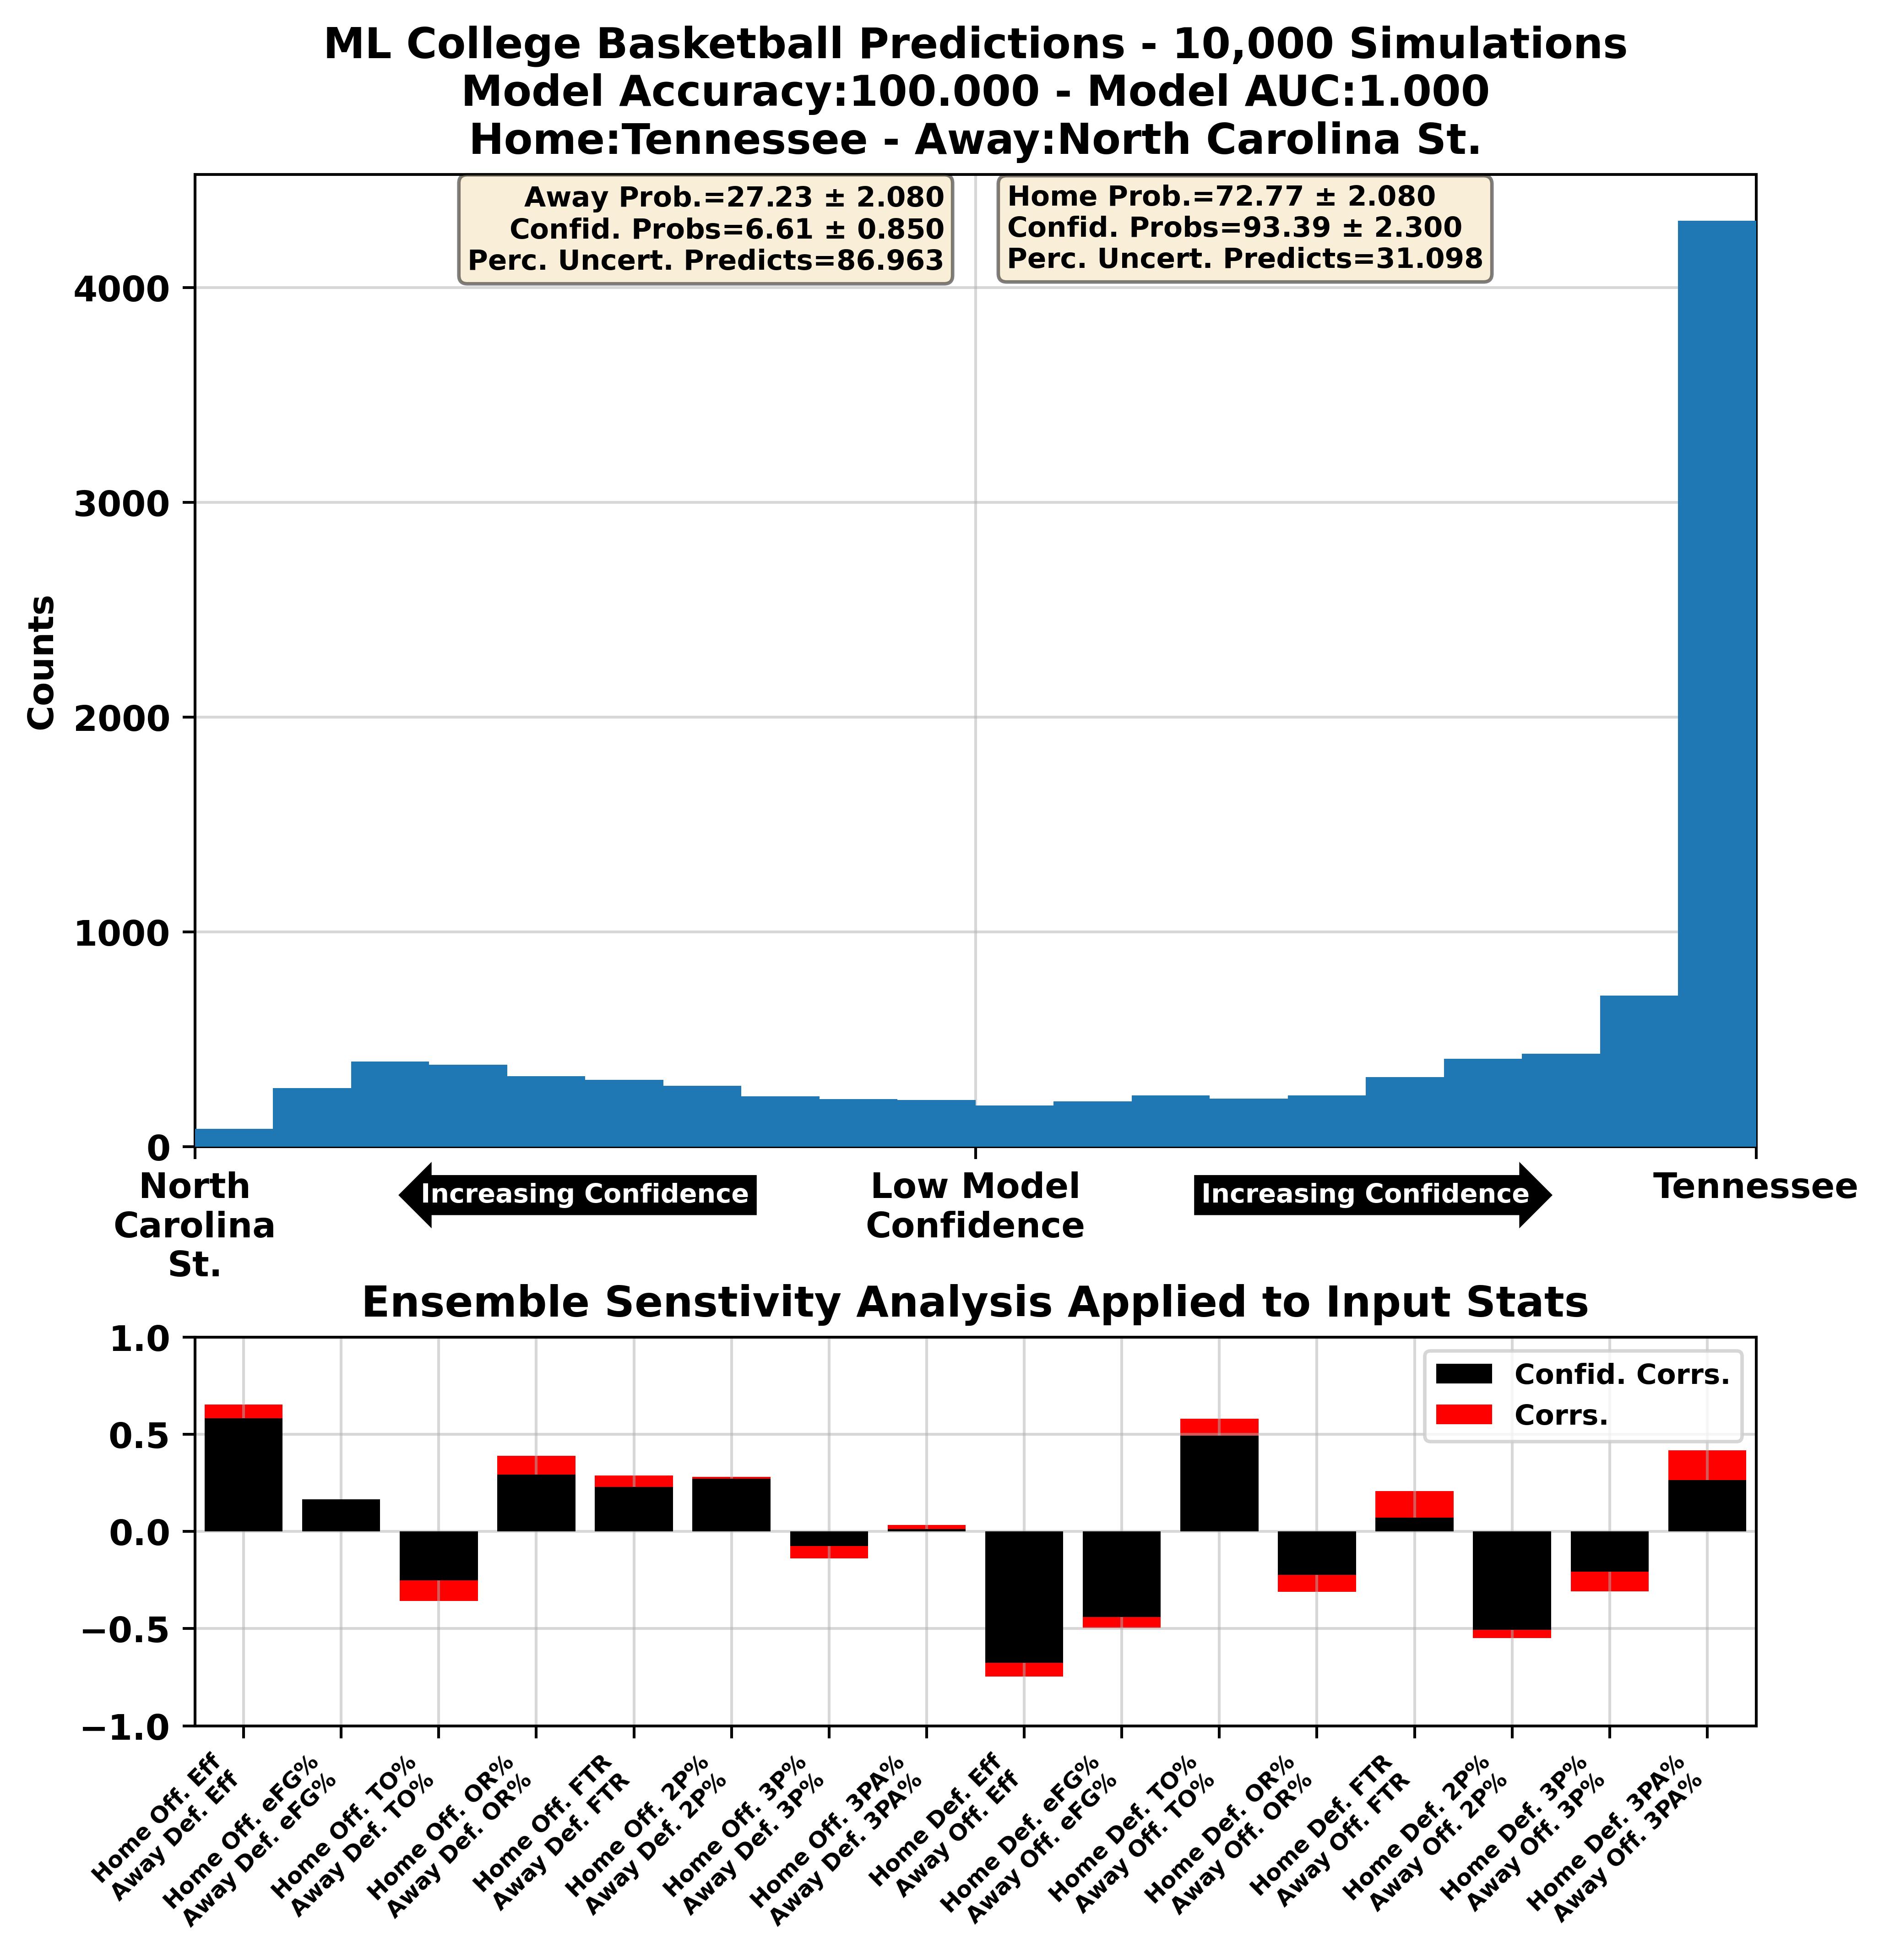 ML College Basketball Predictions - 10,000 Simulations
Model Accuracy:100.000 - Model AUC:1.000
Home:Tennessee - Away:North Carolina St.
Away Prob.=27.23 ± 2.080
Confid. Probs=6.61 ± 0.850
Perc. Uncert. Predicts=86.963
Home Prob.=72.77 ± 2.080
Confid. Probs=93.39 ± 2.300
Perc. Uncert. Predicts=31.098
Counts
4000
3000
2000
1000
0
North
Carolina
St.
Increasing Confidence
Low Model
Confidence
Increasing Confidence
Tennessee
Ensemble Senstivity Analysis Applied to Input Stats
1.0
0.5
0.0
−0.5
−1.0
Confid. Corrs.
Corrs.
Home Off. Eff
Away Def. Eff
Home Off. eFG%
Away Def. eFG%
Home Off. TO%
Away Def. TO%
Home Off. OR%
Away Def. OR%
Home Off. FTR
Away Def. FTR
Home Off. 2P%
Away Def. 2P%
Home Off. 3P%
Away Def. 3P%
Home Off. 3PA%
Away Def. 3PA%
Home Def. Eff
Away Off. Eff
Home Def. eFG%
Away Off. eFG%
Home Def. TO%
Away Off. TO%
Home Def. OR%
Away Off. OR%
Home Def. FTR
Away Off. FTR
Home Def. 2P%
Away Off. 2P%
Home Def. 3P%
Away Off. 3P%
Home Def. 3PA%
Away Off. 3PA%